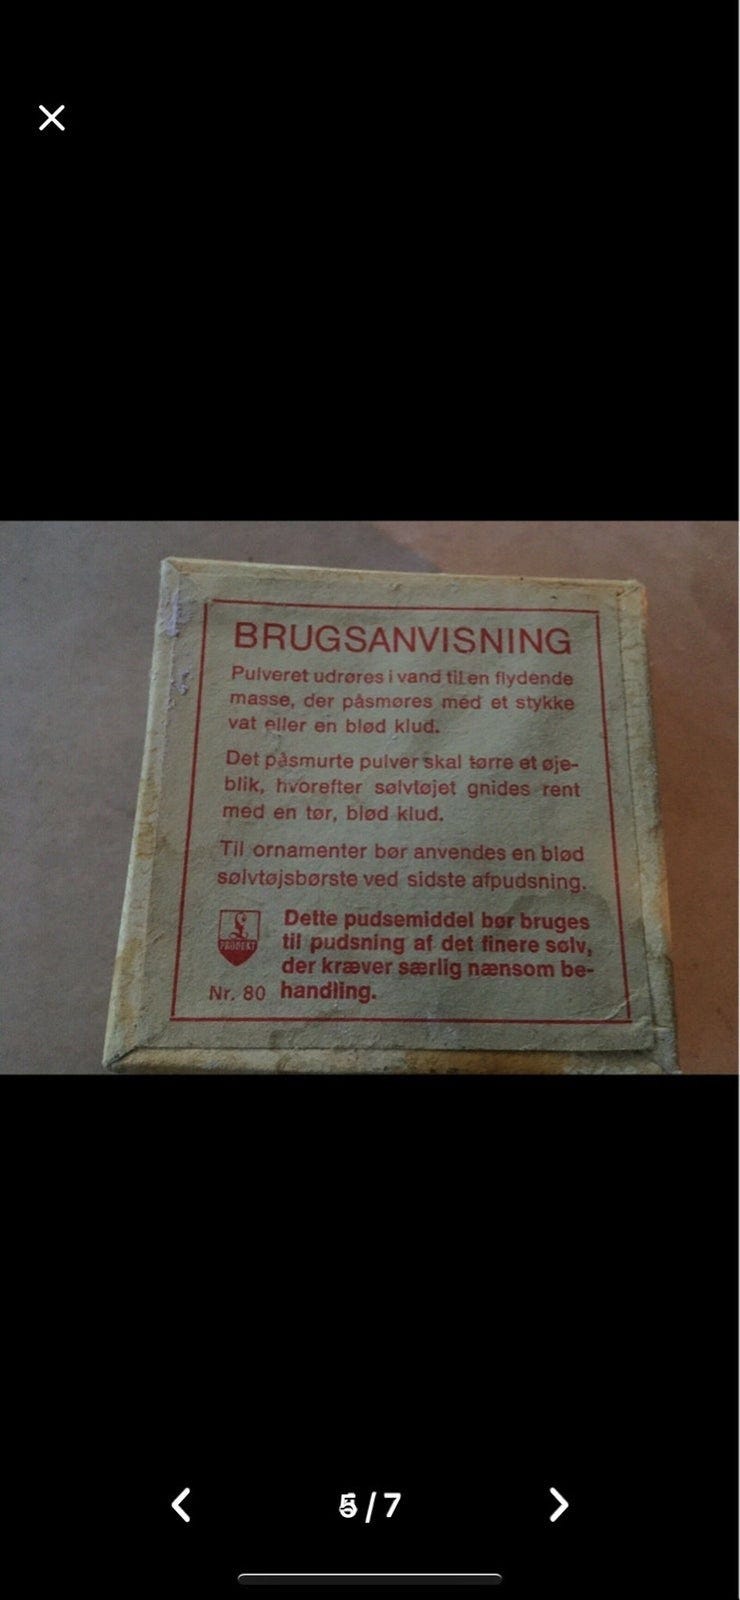 BRUGSANVISNING
Pulveret udrøres i vand til en flydende
masse, der påsmøres med et stykke
vat eller en blød klud.
Det påsmurte pulver skal tørre et øje-
blik, hvorefter sølvtøjet gnides rent
med en tør, blød klud.
Til ornamenter bør anvendes en blød
sølvtøjsbørste ved sidste afpudsning.
£
PRODUKT
Nr. 80
Dette pudsemiddel bør bruges
til pudsning af det finere sølv,
der kræver særlig nænsom be-
handling.
/ 7